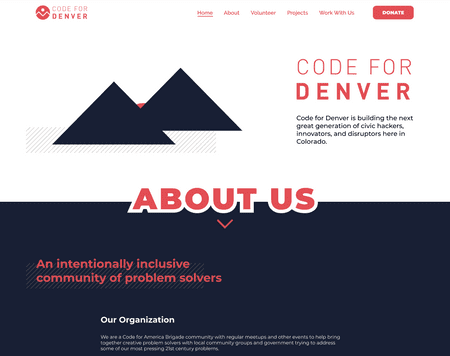 CODE FOR
DENVER
Home About Volunteer Projects Work With Us DONATE
CODE FOR
DENVER
Code for Denver is building the next
great generation of civic hackers,
innovators, and disruptors here in
Colorado.
ABOUT US
An intentionally inclusive
community of problem solvers
Our Organization
We are a Code for America Brigade community with regular meetups and other events to help bring
together creative problem solvers with local community groups and government trying to address
some of our most pressing 21st century problems.